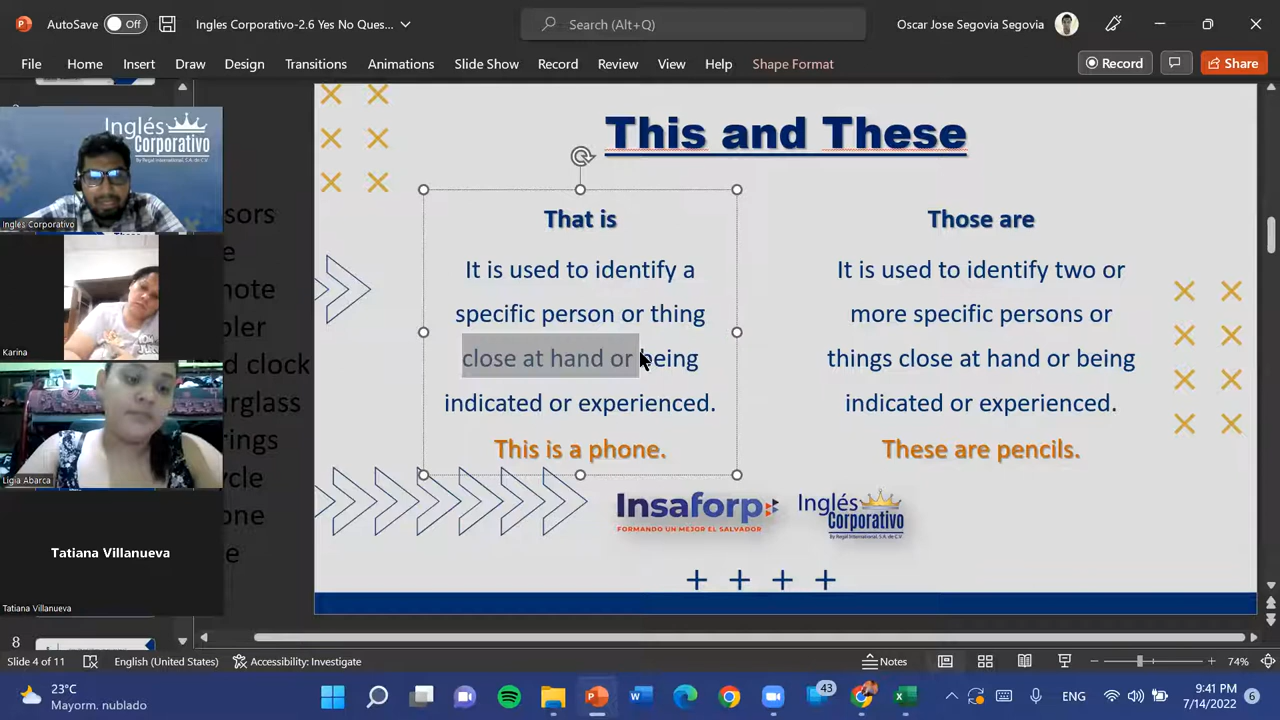 AutoSave Off Ingles Corporativo-2.6 Yes No Ques... Search (Alt+Q) Oscar Jose Segovia Segovia
File Home Insert Draw Design Transitions Animations Slide Show Record Review View Help Shape Format Record Share
Inglés
Corporativo
By Regal International, S.A. de C.V.
Ingles Corporativo
Karina
Ligia Abarca
Tatiana Villanueva
Tatiana Villanueva
This and These
That is
It is used to identify a
specific person or thing
close at hand or being
indicated or experienced.
This is a phone.
Those are
It is used to identify two or
more specific persons or
things close at hand or being
indicated or experienced.
These are pencils.
Insaforp
FORMANDO UN MEJOR EL SALVADOR
Inglés
Corporativo
By Regal International, S.A. de C.V.
8
Slide 4 of 11 English (United States) Accessibility: Investigate Notes 74%
23°C
Mayorm. nublado
43
ENG
9:41 PM
7/14/2022
6